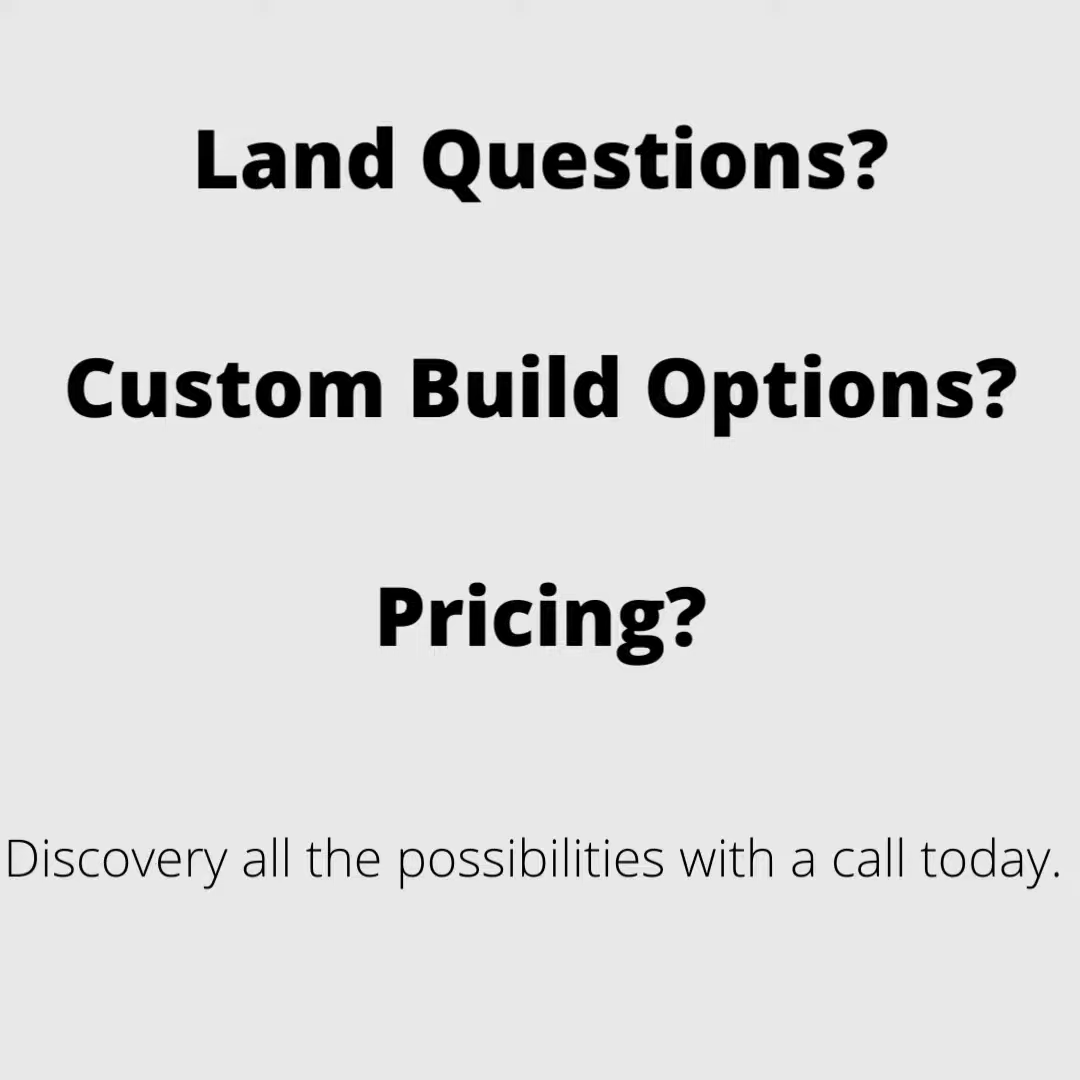 Land Questions?
Custom Build Options?
Pricing?
Discovery all the possibilities with a call today.